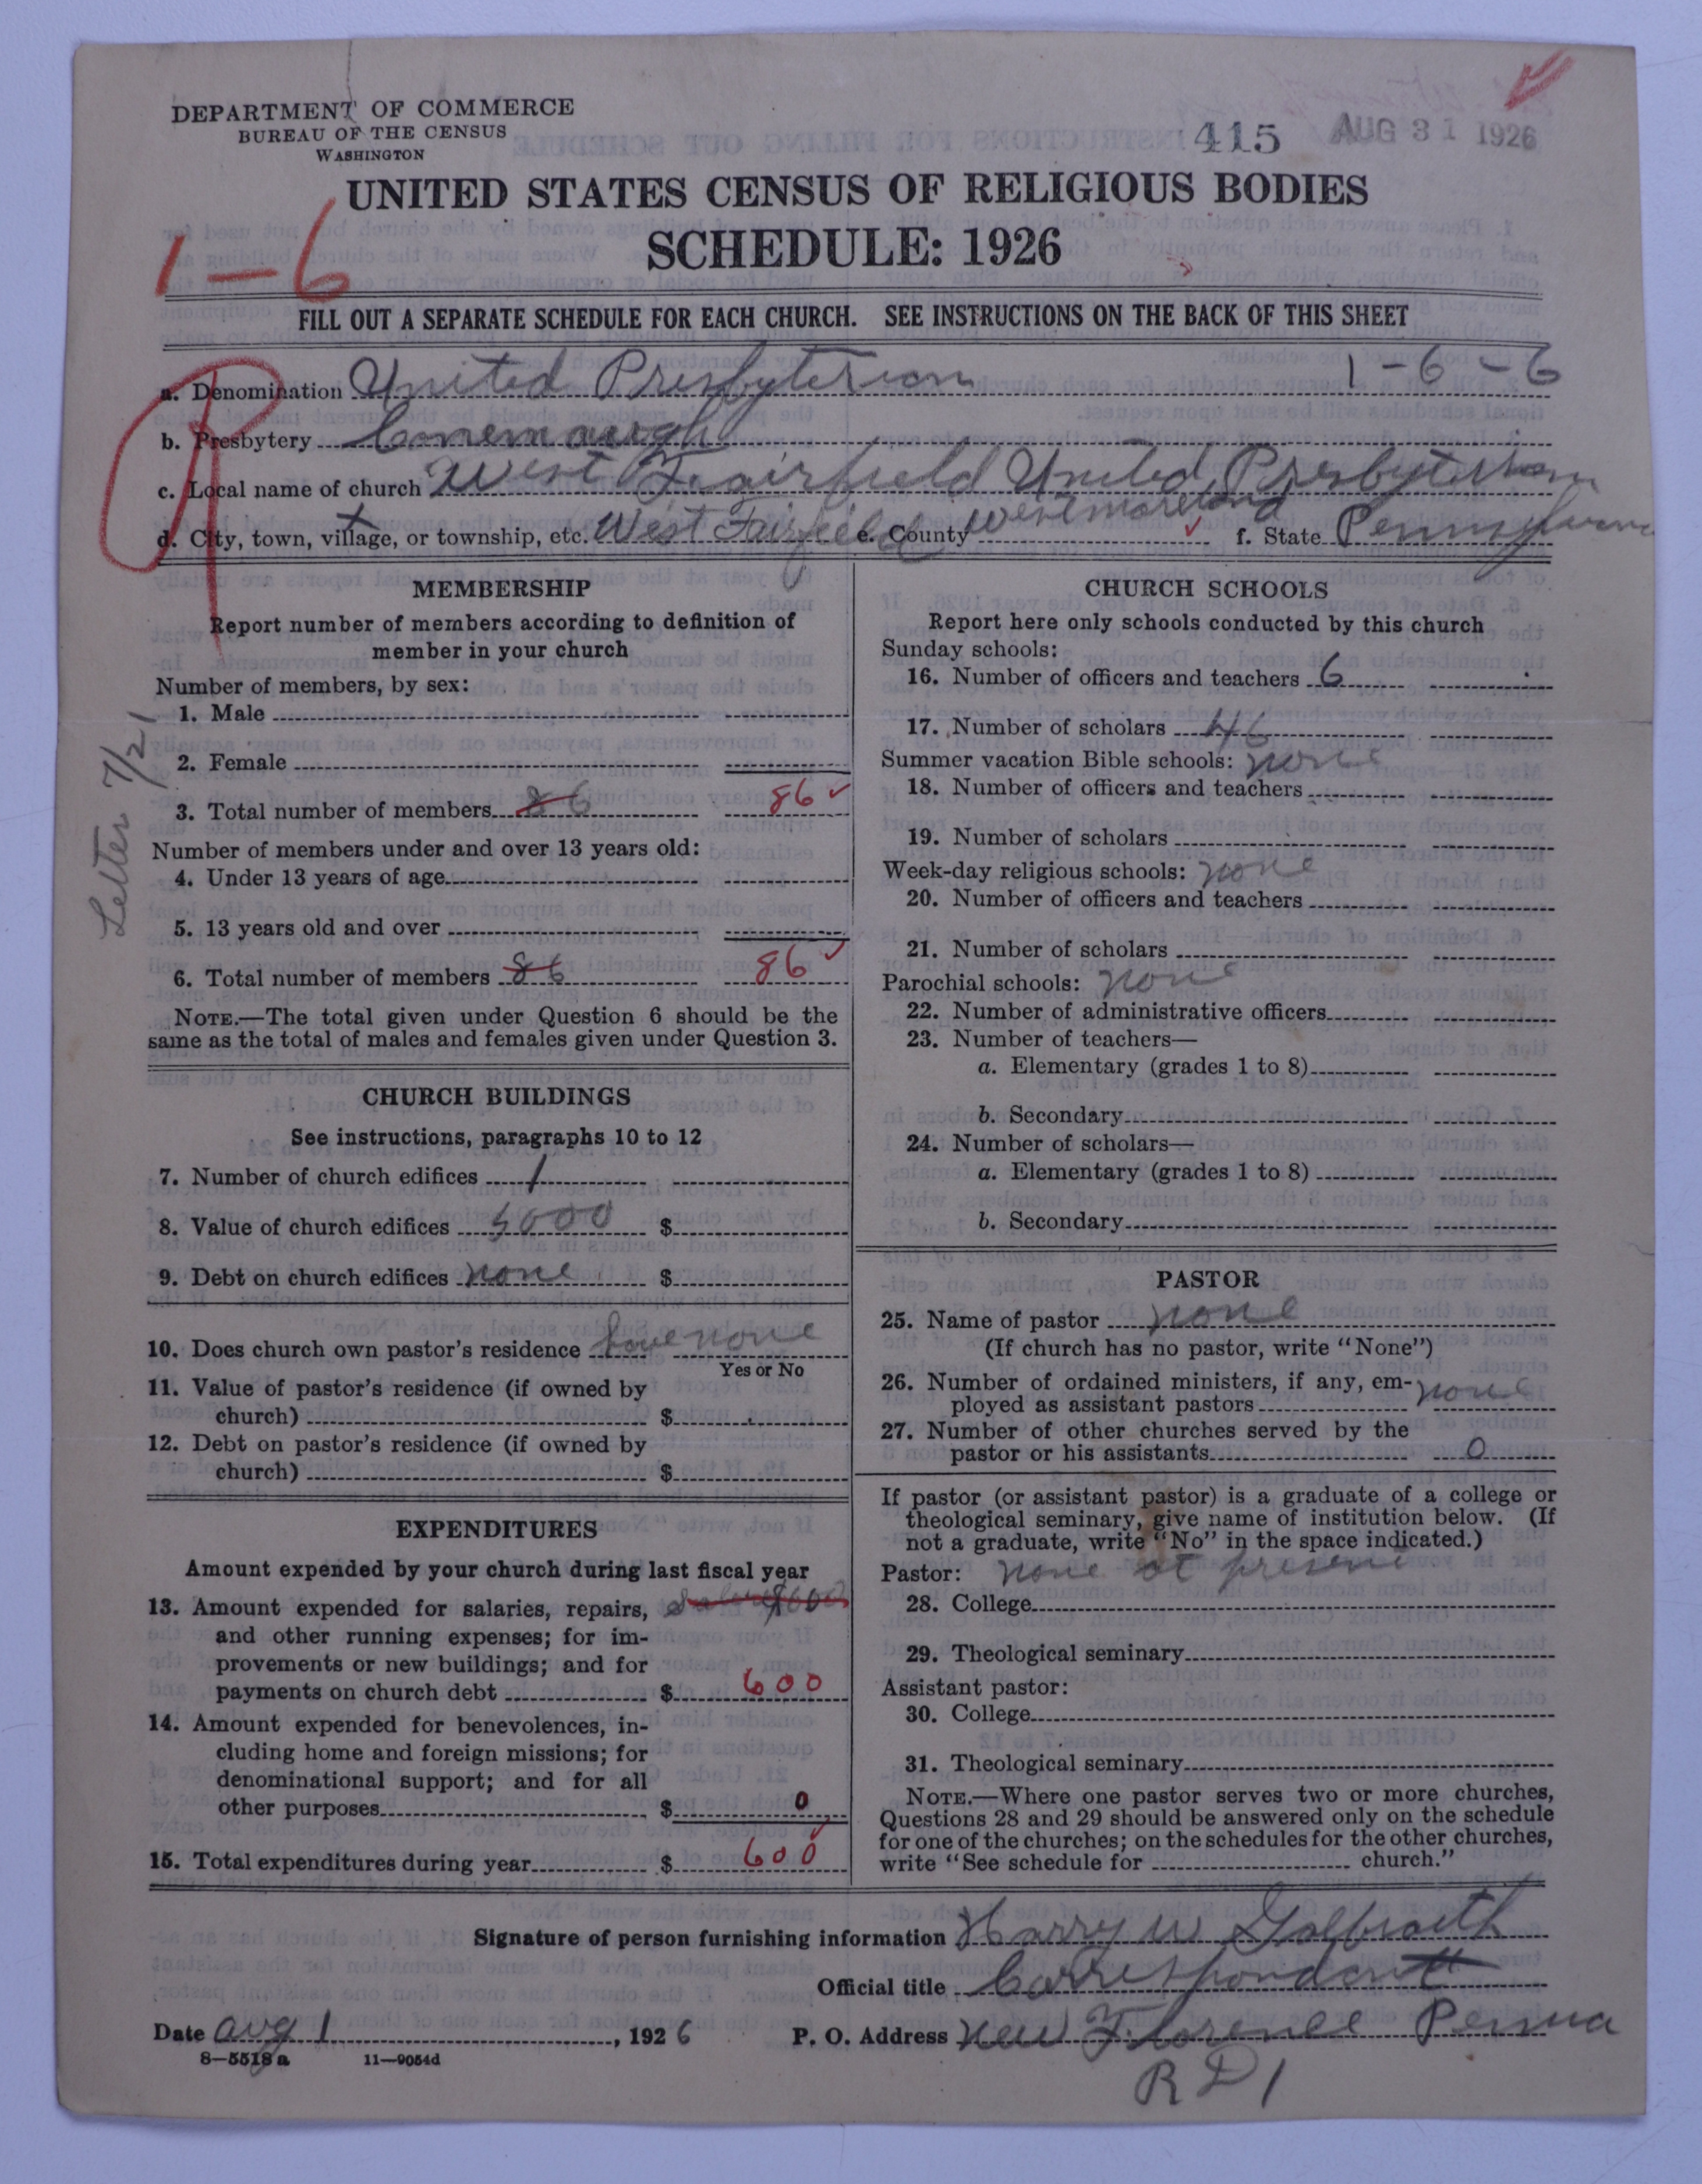 DEPARTMENT OF COMMERCE
BUREAU OF THE CENSUS
WASHINGTON
415 AUG 31 1926
UNITED STATES CENSUS OF RELIGIOUS BODIES
SCHEDULE: 1926
1-6
FILL OUT A SEPARATE SCHEDULE FOR EACH CHURCH. SEE INSTRUCTIONS ON THE BACK OF THIS SHEET
a. Denomination United Presbyterian 1-6-6
b. Presbytery Conemaugh
c. Local name of church West Fairfield United Presbyterian
d. City, town, village, or township, etc. West Fairfield e. County Westmoreland f. State Pennsylvania
Letter 7/21
MEMBERSHIP
Report number of members according to definition of
member in your church
Number of members, by sex:
1. Male
2. Female
3. Total number of members 86 86 ✓
Number of members under and over 13 years old:
4. Under 13 years of age
5. 13 years old and over
6. Total number of members 86 86 ✓
NOTE.—The total given under Question 6 should be the
same as the total of males and females given under Question 3.
CHURCH BUILDINGS
See instructions, paragraphs 10 to 12
7. Number of church edifices 1
8. Value of church edifices 5000 $
9. Debt on church edifices none $
10. Does church own pastor's residence have none
Yes or No
11. Value of pastor's residence (if owned by
church) $
12. Debt on pastor's residence (if owned by
church) $
EXPENDITURES
Amount expended by your church during last fiscal year
13. Amount expended for salaries, repairs, Salary $600
and other running expenses; for im-
provements or new buildings; and for
payments on church debt $ 600
14. Amount expended for benevolences, in-
cluding home and foreign missions; for
denominational support; and for all
other purposes $ 0
15. Total expenditures during year $ 600
CHURCH SCHOOLS
Report here only schools conducted by this church
Sunday schools:
16. Number of officers and teachers 6
17. Number of scholars 46
Summer vacation Bible schools: none
18. Number of officers and teachers
19. Number of scholars
Week-day religious schools: none
20. Number of officers and teachers
21. Number of scholars
Parochial schools: none
22. Number of administrative officers
23. Number of teachers—
a. Elementary (grades 1 to 8)
b. Secondary
24. Number of scholars—
a. Elementary (grades 1 to 8)
b. Secondary
PASTOR
25. Name of pastor none
(If church has no pastor, write "None")
26. Number of ordained ministers, if any, em-
ployed as assistant pastors none
27. Number of other churches served by the
pastor or his assistants 0
If pastor (or assistant pastor) is a graduate of a college or
theological seminary, give name of institution below. (If
not a graduate, write "No" in the space indicated.)
Pastor: none at present
28. College
29. Theological seminary
Assistant pastor:
30. College
31. Theological seminary
NOTE.—Where one pastor serves two or more churches,
Questions 28 and 29 should be answered only on the schedule
for one of the churches; on the schedules for the other churches,
write "See schedule for church."
Signature of person furnishing information Harry W Galbraith
Official title Correspondent
Date Aug 1, 1926 P. O. Address New Florence Penna
R D 1
8—5518 a 11—9054d